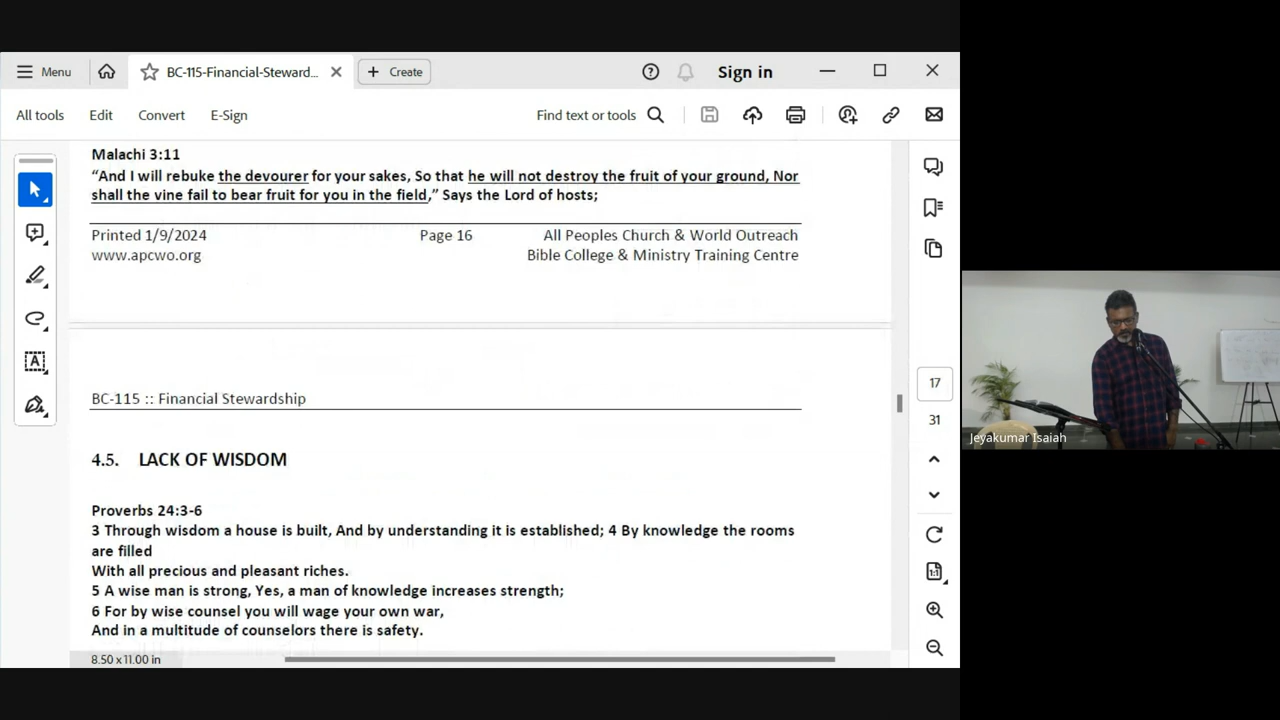 Menu
BC-115-Financial-Steward...
Create
Sign in
All tools
Edit
Convert
E-Sign
Find text or tools
Malachi 3:11
“And I will rebuke the devourer for your sakes, So that he will not destroy the fruit of your ground, Nor
shall the vine fail to bear fruit for you in the field,” Says the Lord of hosts;
Printed 1/9/2024 Page 16 All Peoples Church & World Outreach
www.apcwo.org Bible College & Ministry Training Centre
BC-115 :: Financial Stewardship
4.5. LACK OF WISDOM
Proverbs 24:3-6
3 Through wisdom a house is built, And by understanding it is established; 4 By knowledge the rooms
are filled
With all precious and pleasant riches.
5 A wise man is strong, Yes, a man of knowledge increases strength;
6 For by wise counsel you will wage your own war,
And in a multitude of counselors there is safety.
8.50 x 11.00 in
17
31
1:1
Jeyakumar Isaiah